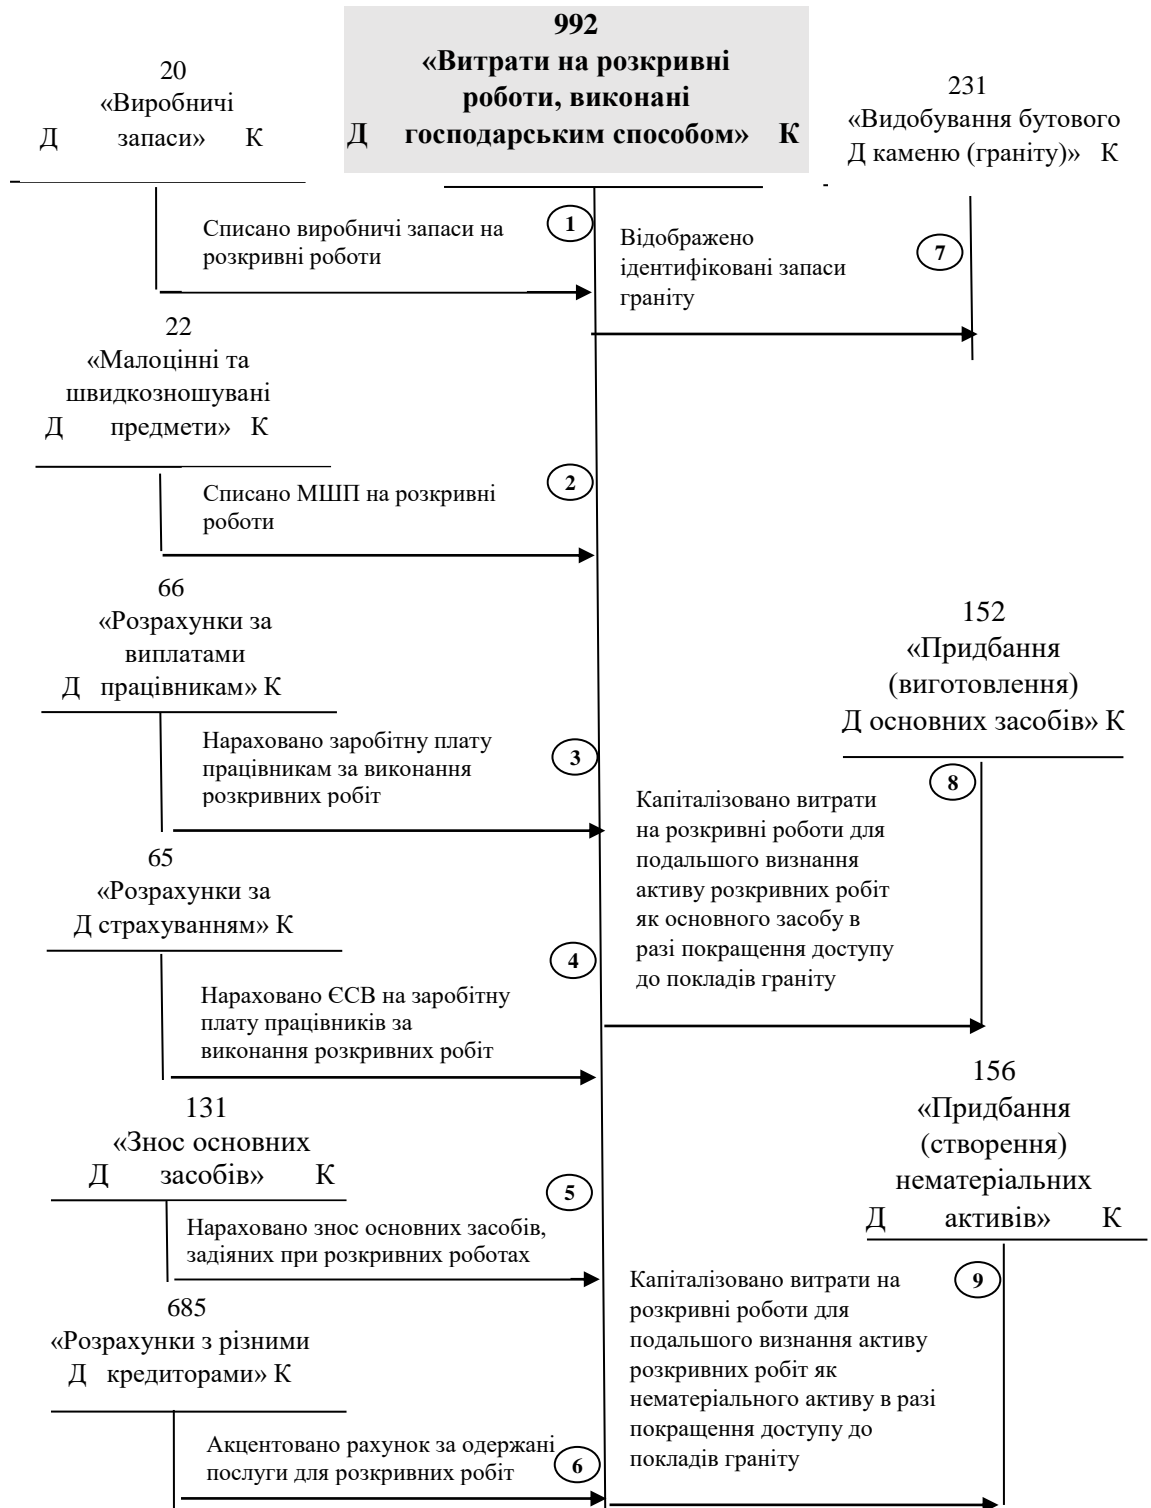 992
«Витрати на розкривні
роботи, виконані
Д господарським способом» К
20
«Виробничі
Д запаси» К
231
«Видобування бутового
Д каменю (граніту)» К
Списано виробничі запаси на
розкривні роботи
1
Відображено
ідентифіковані запаси
граніту
7
22
«Малоцінні та
швидкозношувані
Д предмети» К
Списано МШП на розкривні
роботи
2
66
«Розрахунки за
виплатами
Д працівникам» К
152
«Придбання
(виготовлення)
Д основних засобів» К
Нараховано заробітну плату
працівникам за виконання
розкривних робіт
3
8
Капіталізовано витрати
на розкривні роботи для
подальшого визнання
активу розкривних робіт
як основного засобу в
разі покращення доступу
до покладів граніту
65
«Розрахунки за
Д страхуванням» К
4
Нараховано ЄСВ на заробітну
плату працівників за
виконання розкривних робіт
131
«Знос основних
Д засобів» К
156
«Придбання
(створення)
нематеріальних
Д активів» К
5
Нараховано знос основних засобів,
задіяних при розкривних роботах
Капіталізовано витрати на
розкривні роботи для
подальшого визнання активу
розкривних робіт як
нематеріального активу в разі
покращення доступу до
покладів граніту
9
685
«Розрахунки з різними
Д кредиторами» К
Акцентовано рахунок за одержані
послуги для розкривних робіт
6